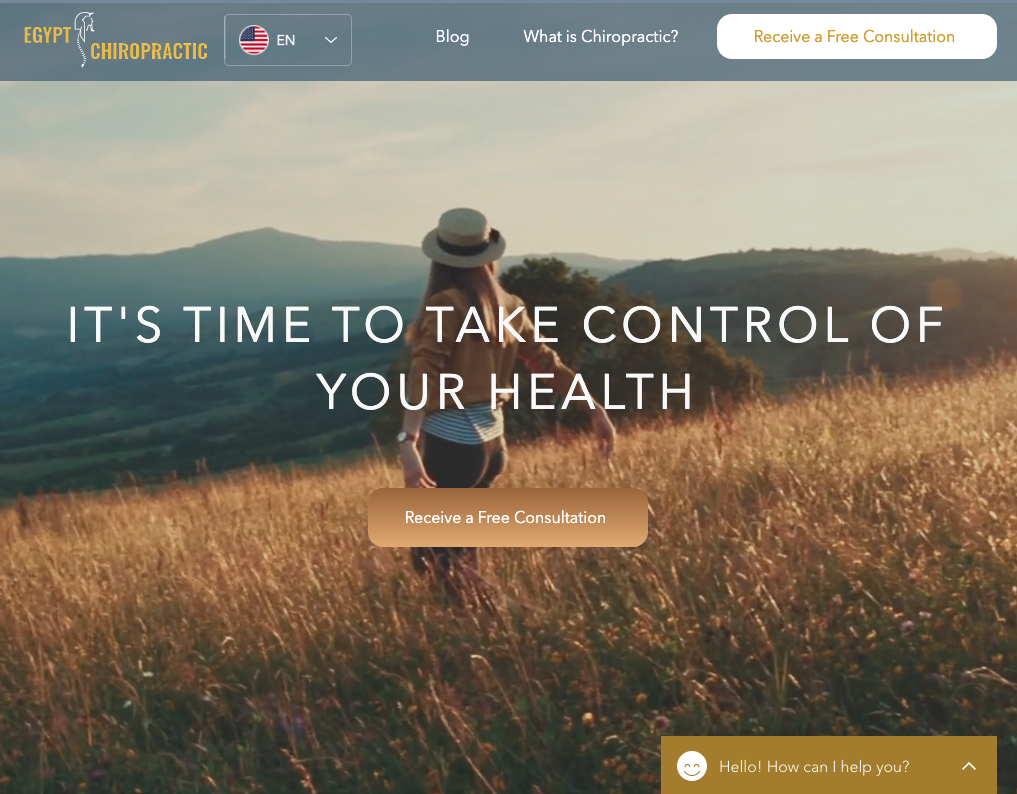 EGYPT
CHIROPRACTIC
EN
Blog
What is Chiropractic?
Receive a Free Consultation
IT'S TIME TO TAKE CONTROL OF
YOUR HEALTH
Receive a Free Consultation
Hello! How can I help you?